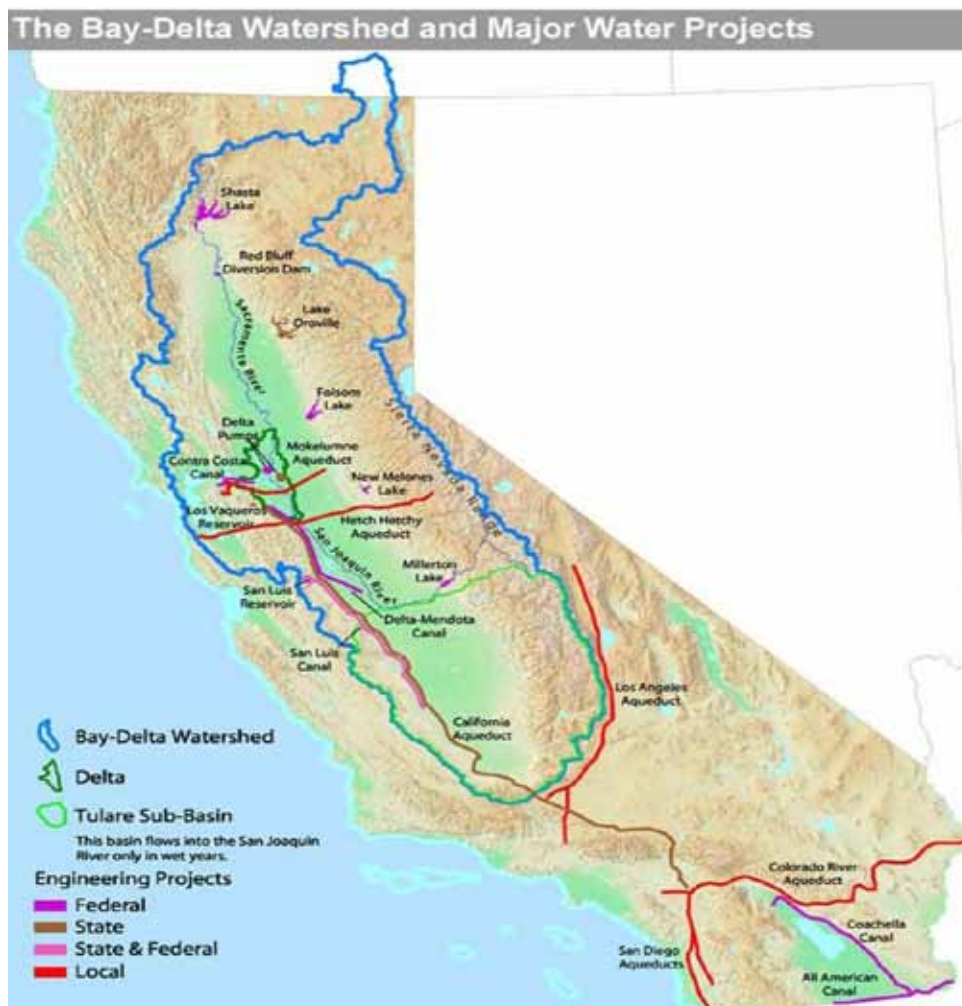 The Bay-Delta Watershed and Major Water Projects
Shasta
Lake
Red Bluff
Diversion Dam
Lake
Oroville
Sacramento River
Folsom
Lake
Sierra Nevada Range
Delta
Pumps
Mokelumne
Aqueduct
Contra Costa
Canal
New Melones
Lake
Los Vaqueros
Reservoir
Hetch Hetchy
Aqueduct
San Joaquin River
Millerton
Lake
San Luis
Reservoir
Delta-Mendota
Canal
San Luis
Canal
Los Angeles
Aqueduct
California
Aqueduct
Bay-Delta Watershed
Delta
Tulare Sub-Basin
This basin flows into the San Joaquin
River only in wet years.
Engineering Projects
Federal
State
State & Federal
Local
Colorado River
Aqueduct
Coachella
Canal
San Diego
Aqueducts
All American
Canal